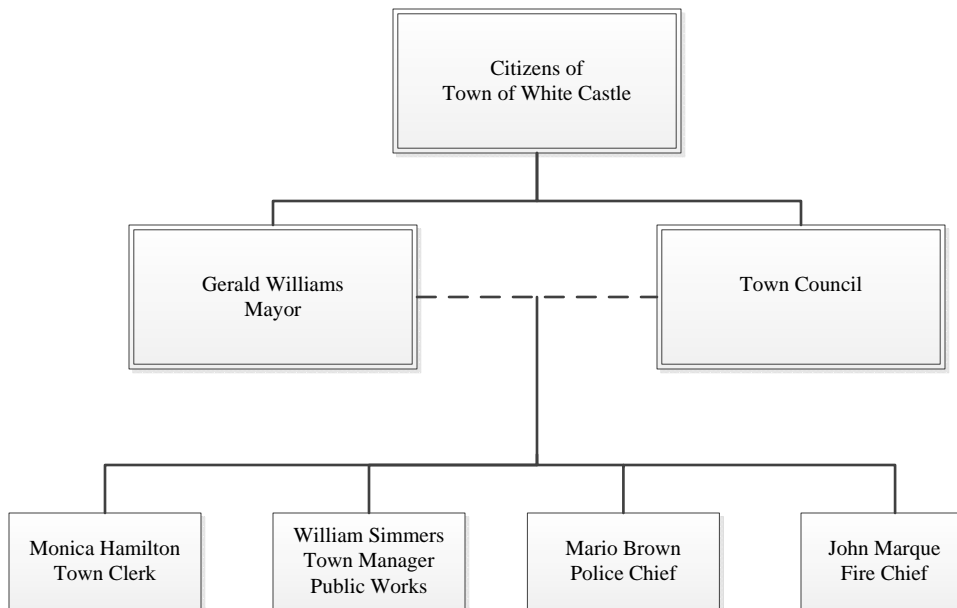 Citizens of
Town of White Castle
Gerald Williams
Mayor
Town Council
Monica Hamilton
Town Clerk
William Simmers
Town Manager
Public Works
Mario Brown
Police Chief
John Marque
Fire Chief